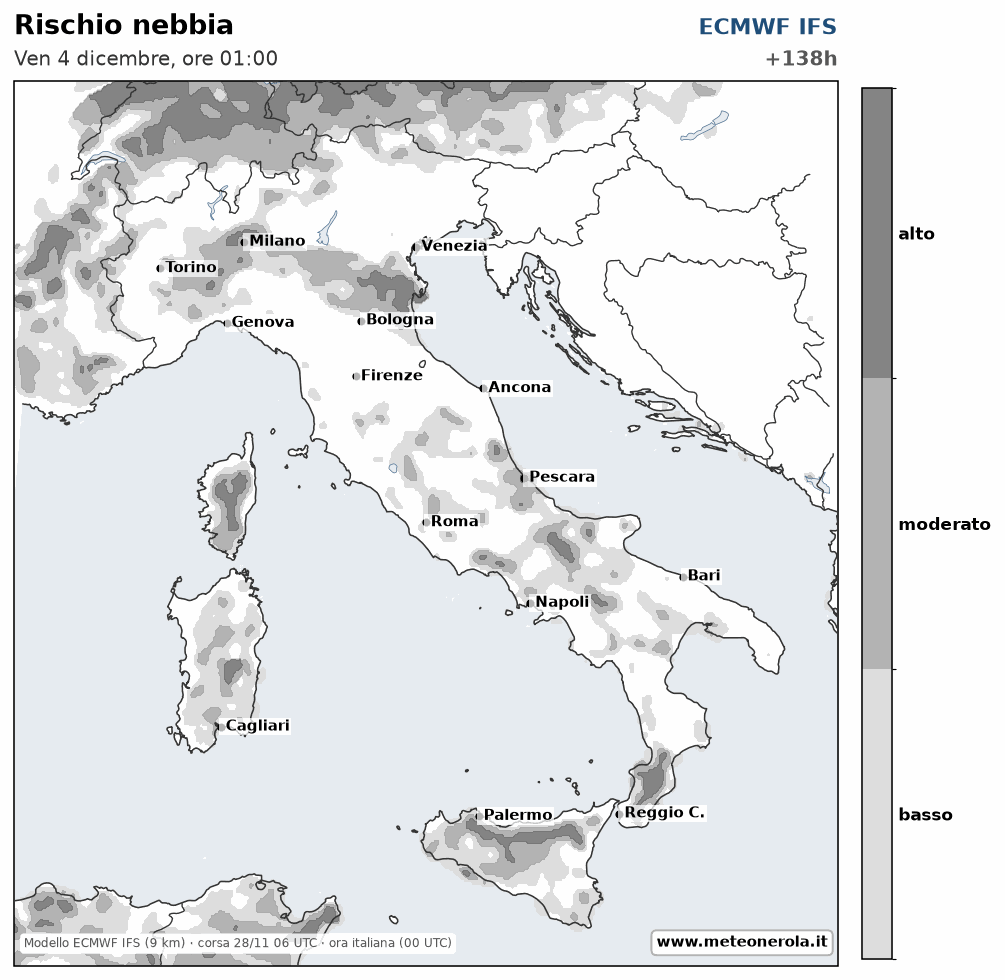 Rischio nebbia
ECMWF IFS
Ven 4 dicembre, ore 01:00
+138h
Milano
Venezia
Torino
Genova
Bologna
Firenze
Ancona
Pescara
Roma
Bari
Napoli
Cagliari
Palermo
Reggio C.
alto
moderato
basso
Modello ECMWF IFS (9 km) · corsa 28/11 06 UTC · ora italiana (00 UTC)
www.meteonerola.it